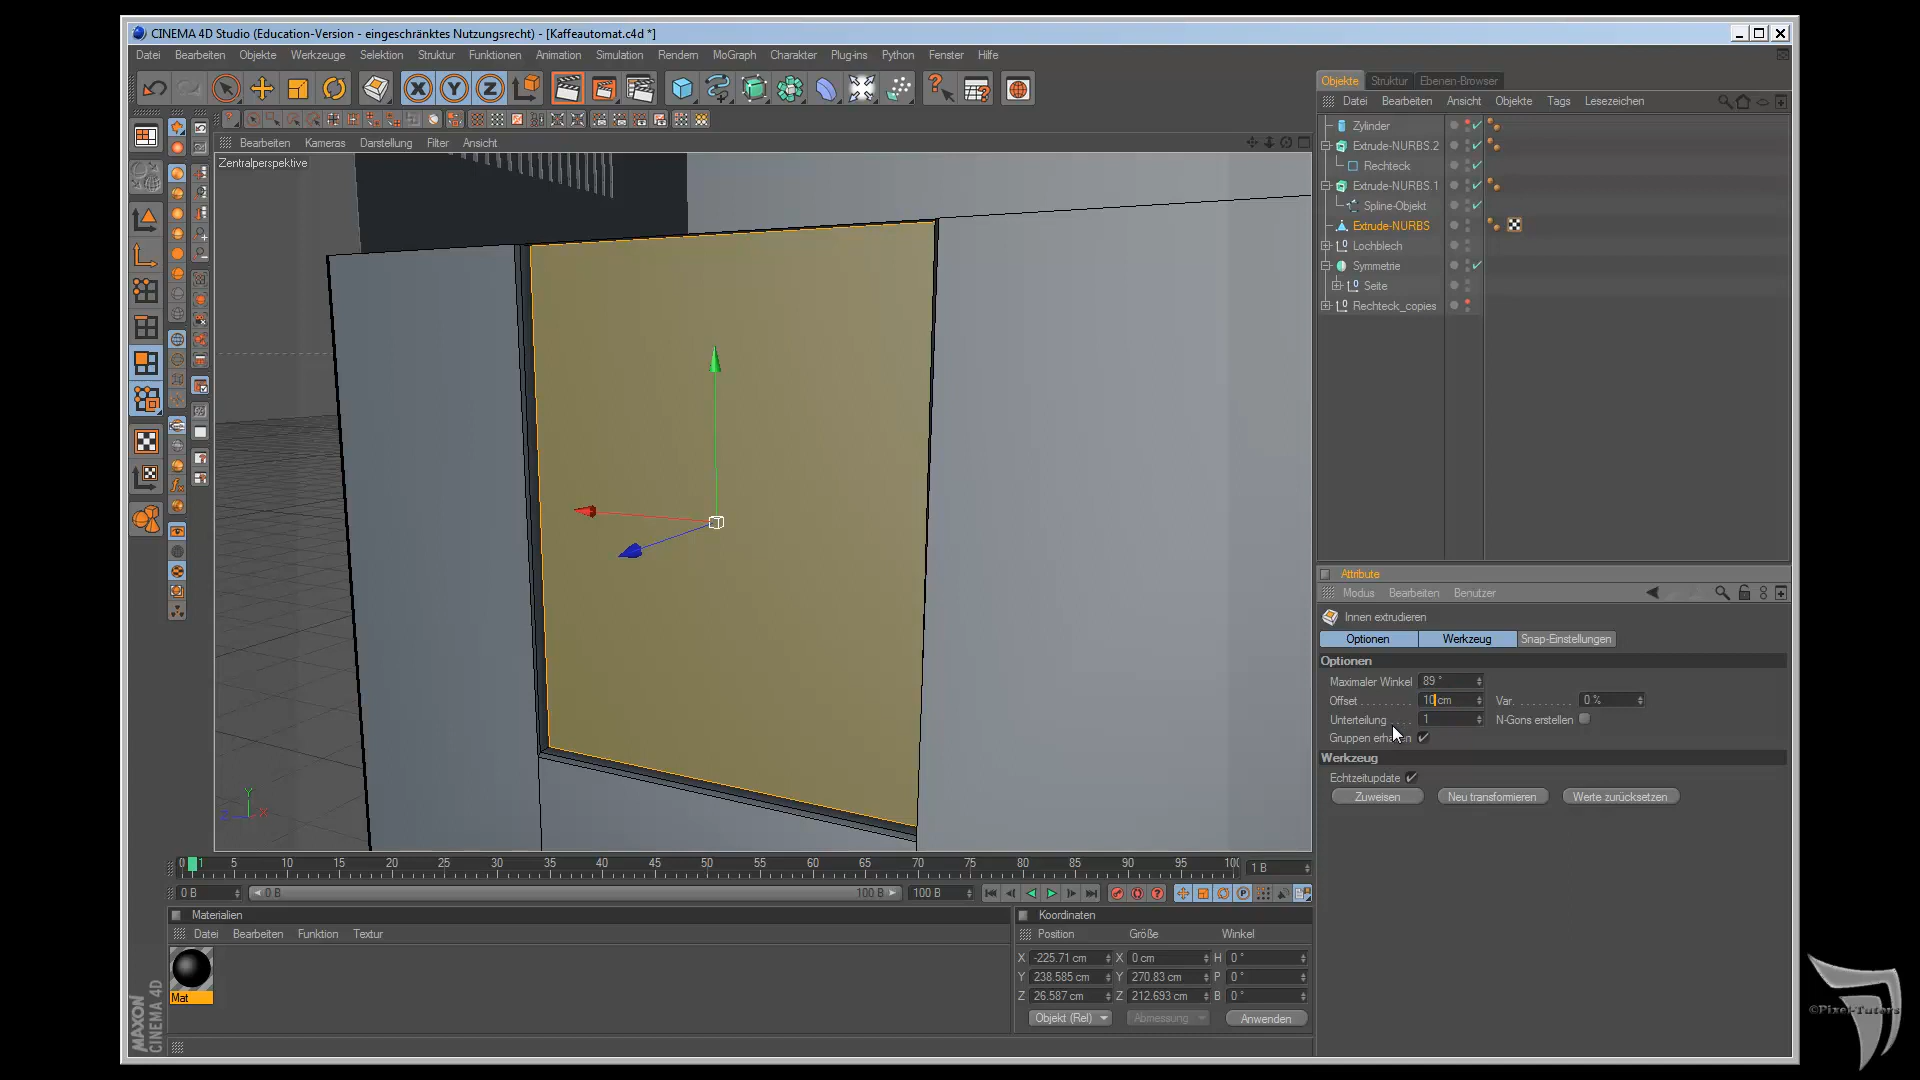 CINEMA 4D Studio (Education-Version - eingeschränktes Nutzungsrecht) - [Kaffeautomat.c4d *]
Datei Bearbeiten Objekte Werkzeuge Selektion Struktur Funktionen Animation Simulation Rendern MoGraph Charakter Plug-ins Python Fenster Hilfe
Objekte Struktur Ebenen-Browser
Datei Bearbeiten Ansicht Objekte Tags Lesezeichen
Zylinder
Extrude-NURBS.2
Rechteck
Extrude-NURBS.1
Spline-Objekt
Extrude-NURBS
Lochblech
Symmetrie
Seite
Rechteck_copies
Bearbeiten Kameras Darstellung Filter Ansicht
Zentralperspektive
Y
X
Z
Attribute
Modus Bearbeiten Benutzer
Innen extrudieren
Optionen Werkzeug Snap-Einstellungen
Optionen
Maximaler Winkel 89 °
Offset 10 cm Var. 0 %
Unterteilung 1 N-Gons erstellen
Gruppen erhalten
Werkzeug
Echtzeitupdate
Zuweisen Neu transformieren Werte zurücksetzen
0 1 5 10 15 20 25 30 35 40 45 50 55 60 65 70 75 80 85 90 95 100 1 B
0 B 0 B 100 B 100 B
Materialien
Datei Bearbeiten Funktion Textur
Mat
Koordinaten
Position Größe Winkel
X -225.71 cm X 0 cm H 0 °
Y 238.585 cm Y 270.83 cm P 0 °
Z 26.587 cm Z 212.693 cm B 0 °
Objekt (Rel) Abmessung Anwenden
MAXON
CINEMA 4D
©Pixel-Tutors